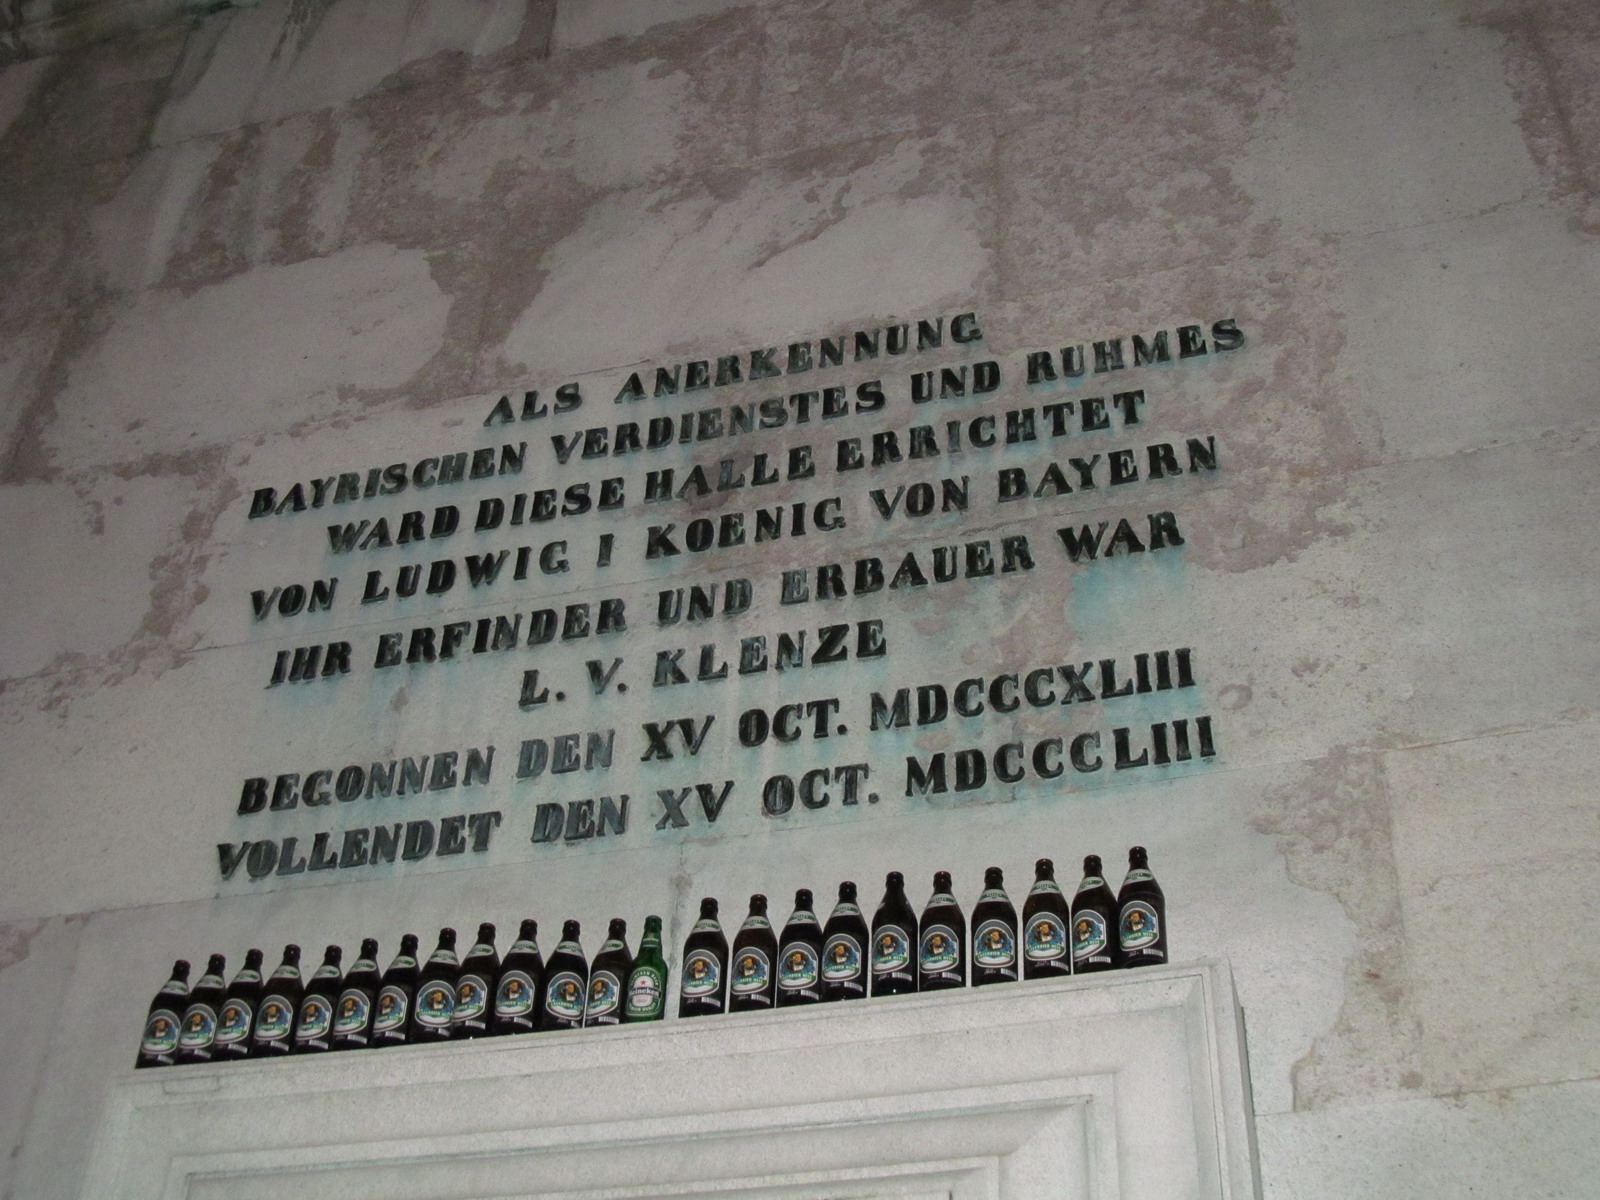 ALS ANERKENNUNG
BAYRISCHEN VERDIENSTES UND RUHMES
WARD DIESE HALLE ERRICHTET
VON LUDWIG I KOENIG VON BAYERN
IHR ERFINDER UND ERBAUER WAR
L. V. KLENZE
BEGONNEN DEN XV OCT. MDCCCXLIII
VOLLENDET DEN XV OCT. MDCCCLIII
Heineken